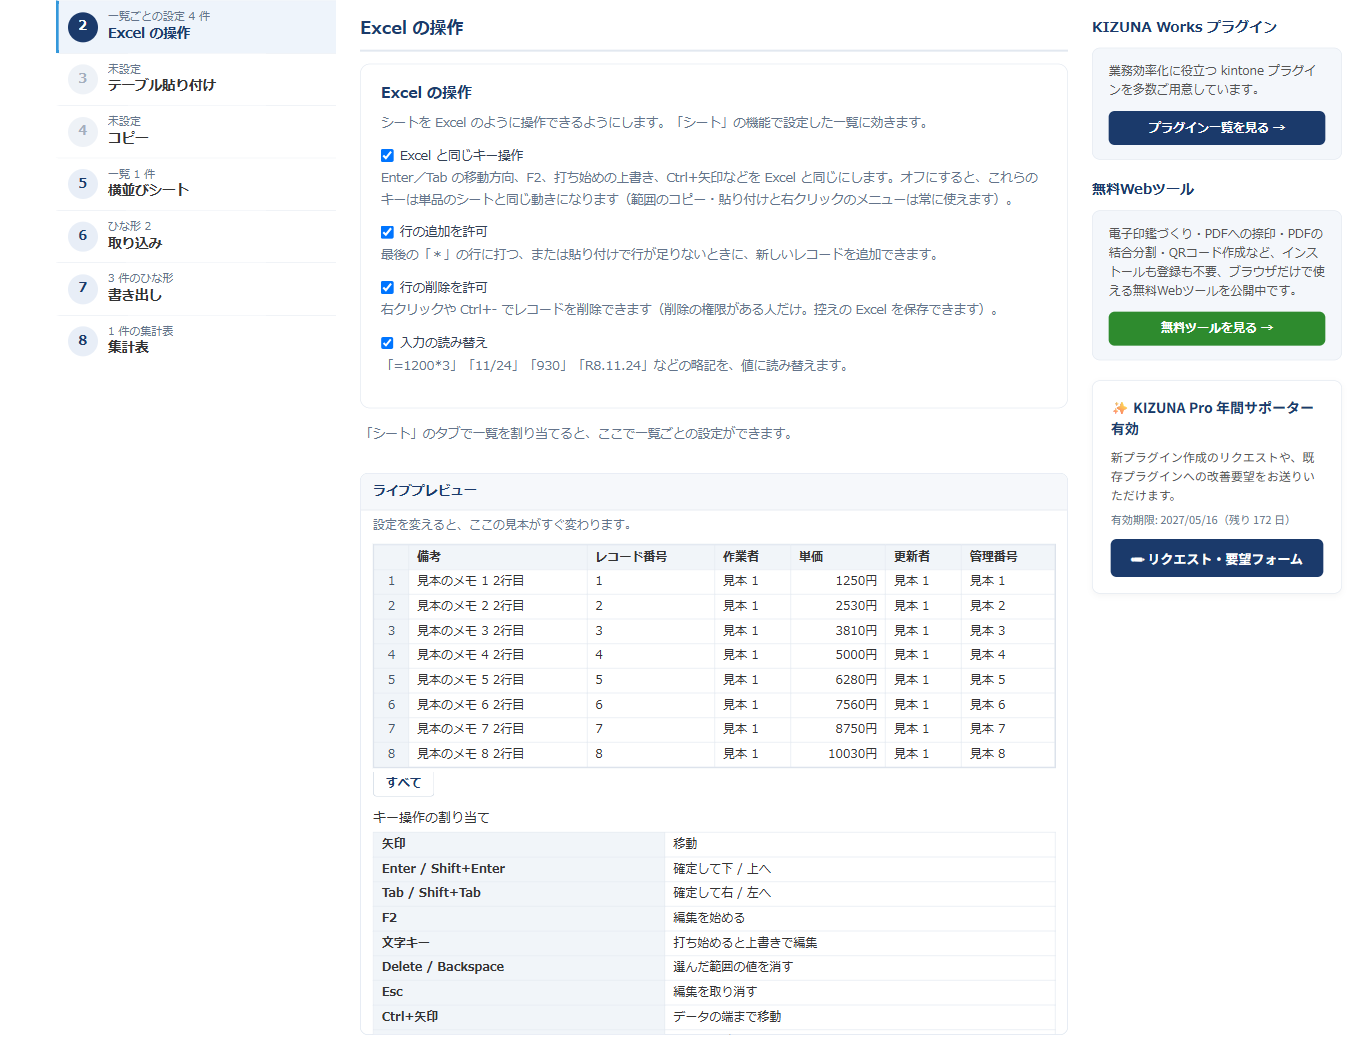 2
一覧ごとの設定 4 件
Excel の操作
3
未設定
テーブル貼り付け
4
未設定
コピー
5
一覧 1 件
横並びシート
6
ひな形 2
取り込み
7
3 件のひな形
書き出し
8
1 件の集計表
集計表
Excel の操作
Excel の操作
シートを Excel のように操作できるようにします。「シート」の機能で設定した一覧に効きます。
Excel と同じキー操作
Enter／Tab の移動方向、F2、打ち始めの上書き、Ctrl+矢印などを Excel と同じにします。オフにすると、これらの
キーは単品のシートと同じ動きになります（範囲のコピー・貼り付けと右クリックのメニューは常に使えます）。
行の追加を許可
最後の「＊」の行に打つ、または貼り付けで行が足りないときに、新しいレコードを追加できます。
行の削除を許可
右クリックや Ctrl+- でレコードを削除できます（削除の権限がある人だけ。控えの Excel を保存できます）。
入力の読み替え
「=1200*3」「11/24」「930」「R8.11.24」などの略記を、値に読み替えます。
「シート」のタブで一覧を割り当てると、ここで一覧ごとの設定ができます。
ライブプレビュー
設定を変えると、ここの見本がすぐ変わります。
備考 レコード番号 作業者 単価 更新者 管理番号
1 見本のメモ 1 2行目 1 見本 1 1250円 見本 1 見本 1
2 見本のメモ 2 2行目 2 見本 1 2530円 見本 1 見本 2
3 見本のメモ 3 2行目 3 見本 1 3810円 見本 1 見本 3
4 見本のメモ 4 2行目 4 見本 1 5000円 見本 1 見本 4
5 見本のメモ 5 2行目 5 見本 1 6280円 見本 1 見本 5
6 見本のメモ 6 2行目 6 見本 1 7560円 見本 1 見本 6
7 見本のメモ 7 2行目 7 見本 1 8750円 見本 1 見本 7
8 見本のメモ 8 2行目 8 見本 1 10030円 見本 1 見本 8
すべて
キー操作の割り当て
矢印 移動
Enter / Shift+Enter 確定して下 / 上へ
Tab / Shift+Tab 確定して右 / 左へ
F2 編集を始める
文字キー 打ち始めると上書きで編集
Delete / Backspace 選んだ範囲の値を消す
Esc 編集を取り消す
Ctrl+矢印 データの端まで移動
KIZUNA Works プラグイン
業務効率化に役立つ kintone プラグイ
ンを多数ご用意しています。
プラグイン一覧を見る →
無料Webツール
電子印鑑づくり・PDFへの捺印・PDFの
結合分割・QRコード作成など、インス
トールも登録も不要、ブラウザだけで使
える無料Webツールを公開中です。
無料ツールを見る →
KIZUNA Pro 年間サポーター
有効
新プラグイン作成のリクエストや、既
存プラグインへの改善要望をお送りい
ただけます。
有効期限: 2027/05/16（残り 172 日）
リクエスト・要望フォーム